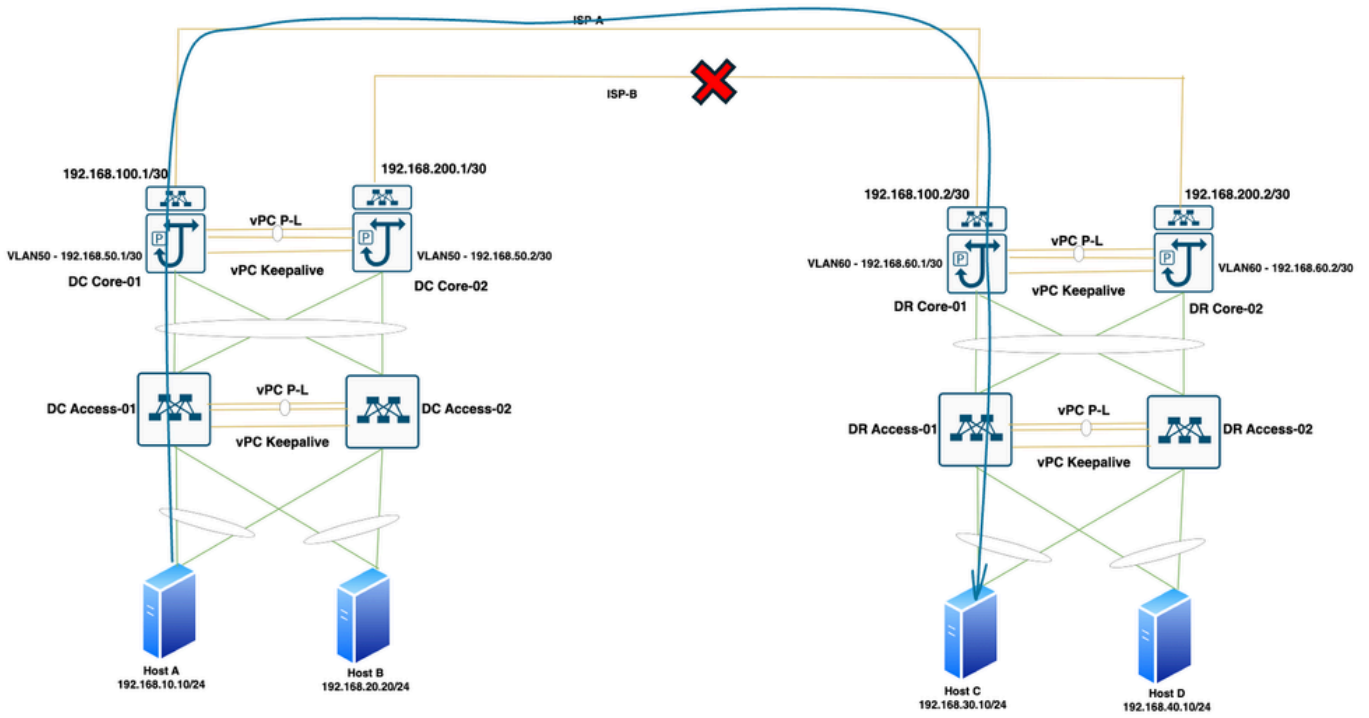 ISP-A
ISP-B
192.168.100.1/30
192.168.200.1/30
192.168.100.2/30
192.168.200.2/30
vPC P-L
P
P
VLAN50 - 192.168.50.1/30
VLAN50 - 192.168.50.2/30
vPC Keepalive
DC Core-01
DC Core-02
vPC P-L
P
P
VLAN60 - 192.168.60.1/30
VLAN60 - 192.168.60.2/30
vPC Keepalive
DR Core-01
DR Core-02
vPC P-L
DC Access-01
DC Access-02
vPC Keepalive
vPC P-L
DR Access-01
DR Access-02
vPC Keepalive
Host A
192.168.10.10/24
Host B
192.168.20.20/24
Host C
192.168.30.10/24
Host D
192.168.40.10/24